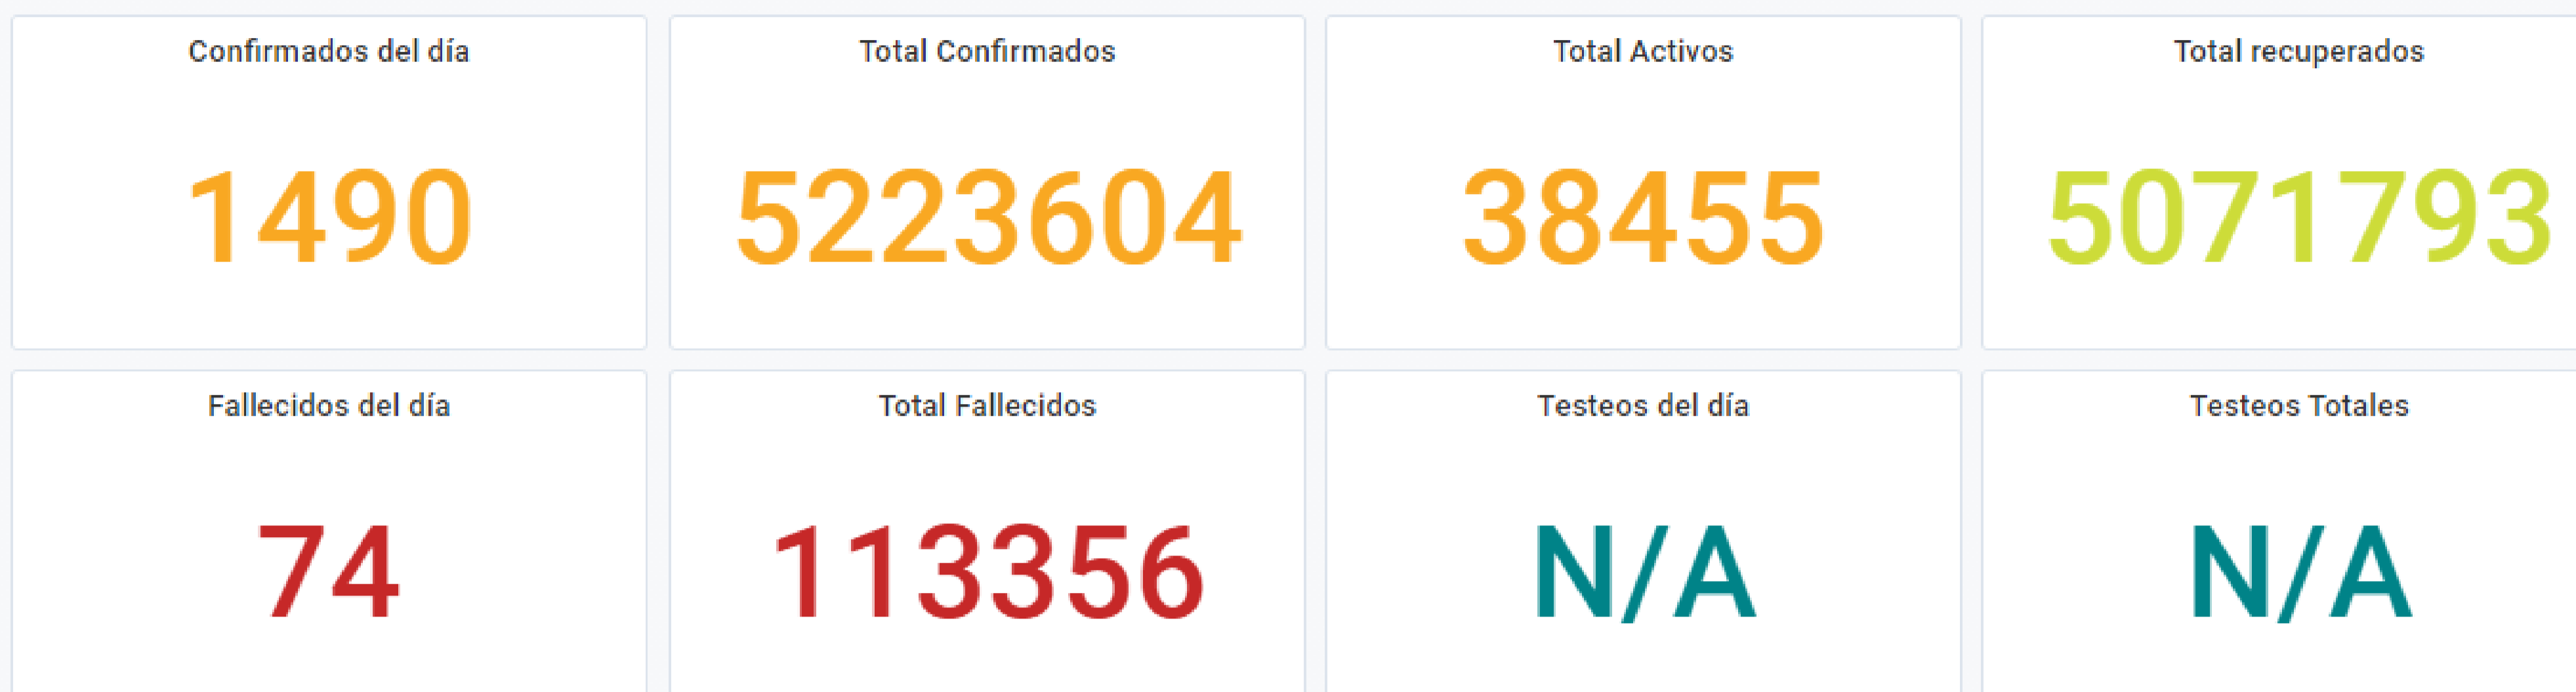 Confirmados del día
Total Confirmados
Total Activos
Total recuperados
1490
5223604
38455
5071793
Fallecidos del día
Total Fallecidos
Testeos del día
Testeos Totales
74
113356
N/A
N/A